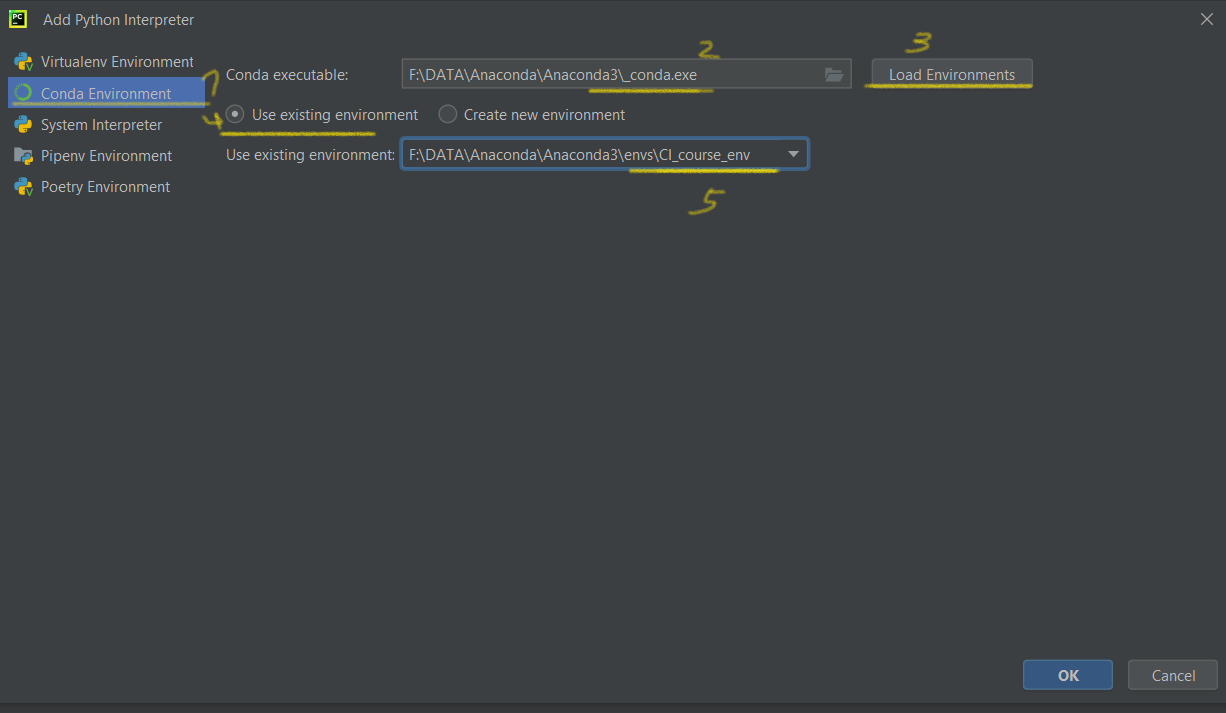 PC
Add Python Interpreter
Virtualenv Environment
Conda Environment
System Interpreter
Pipenv Environment
Poetry Environment
1
2
3
Conda executable: F:\DATA\Anaconda\Anaconda3\_conda.exe Load Environments
4
Use existing environment Create new environment
Use existing environment: F:\DATA\Anaconda\Anaconda3\envs\CI_course_env
5
OK Cancel